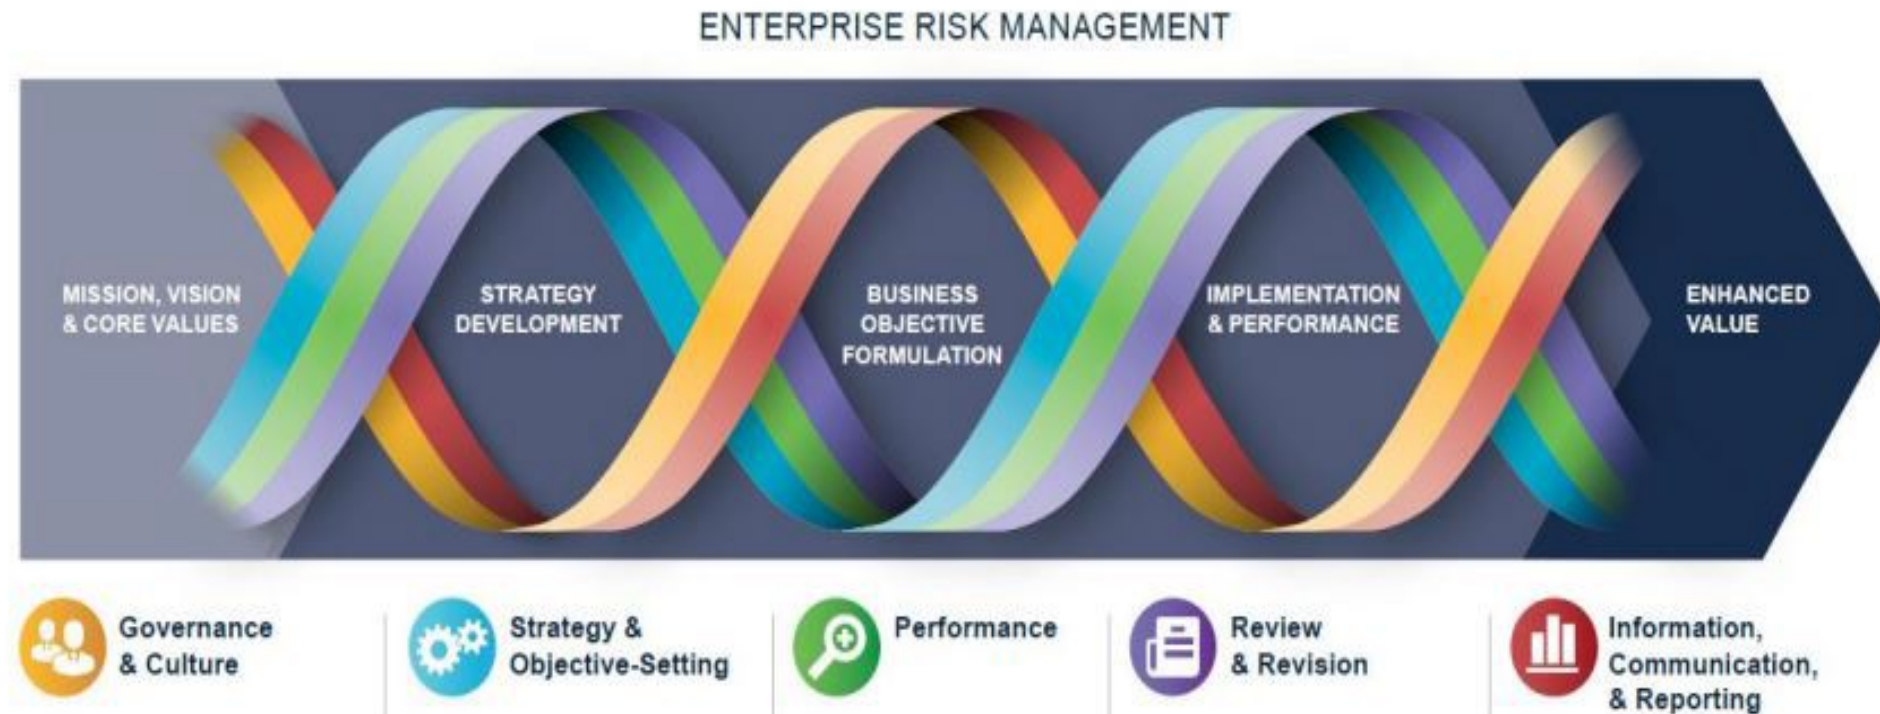 ENTERPRISE RISK MANAGEMENT
MISSION, VISION
& CORE VALUES
STRATEGY
DEVELOPMENT
BUSINESS
OBJECTIVE
FORMULATION
IMPLEMENTATION
& PERFORMANCE
ENHANCED
VALUE
Governance
& Culture
Strategy &
Objective-Setting
Performance
Review
& Revision
Information,
Communication,
& Reporting